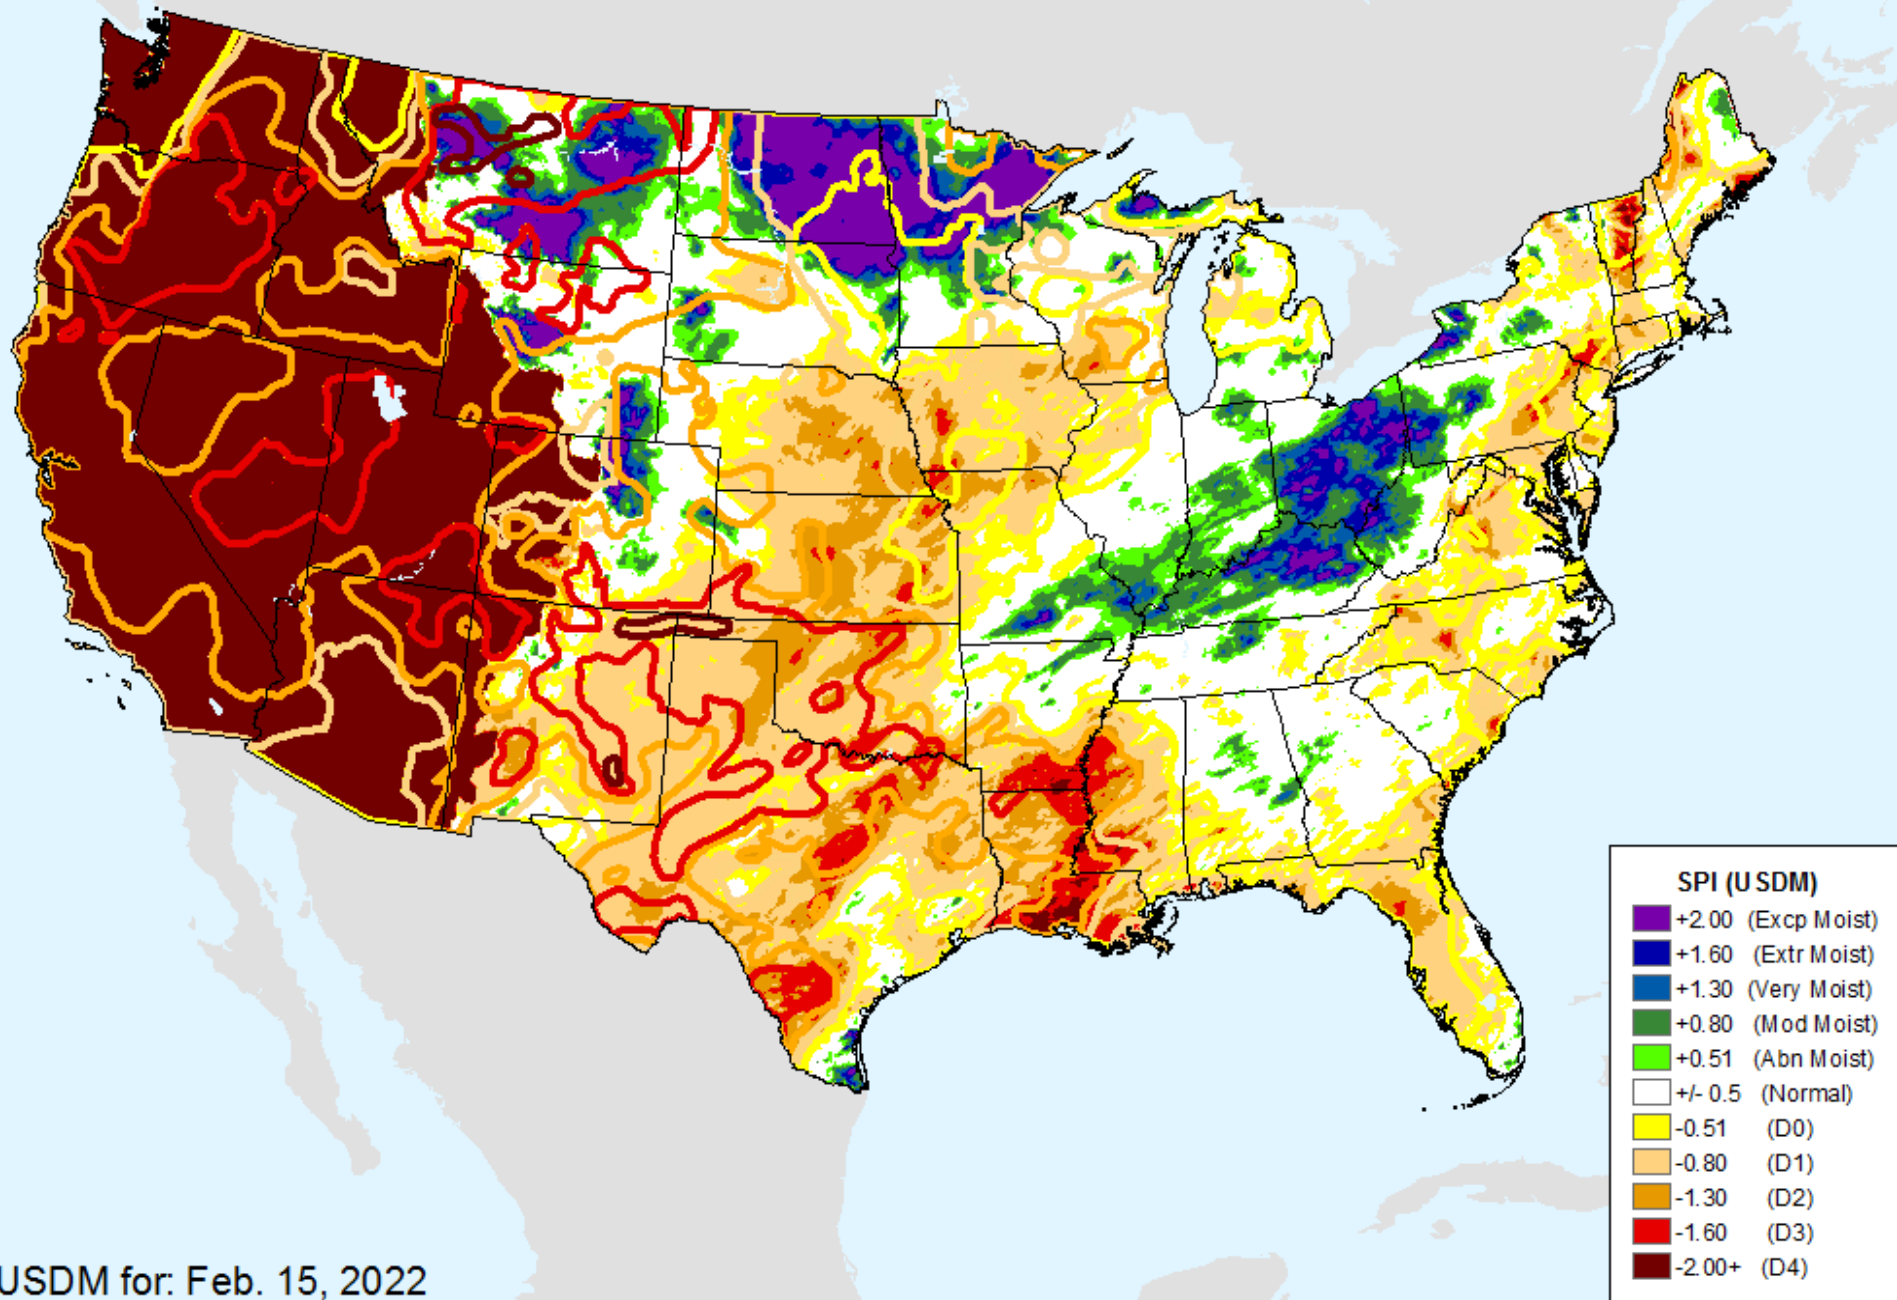 SPI (USDM)
+2.00 (Excp Moist)
+1.60 (Extr Moist)
+1.30 (Very Moist)
+0.80 (Mod Moist)
+0.51 (Abn Moist)
+/- 0.5 (Normal)
-0.51 (D0)
-0.80 (D1)
-1.30 (D2)
-1.60 (D3)
-2.00+ (D4)
USDM for: Feb. 15, 2022